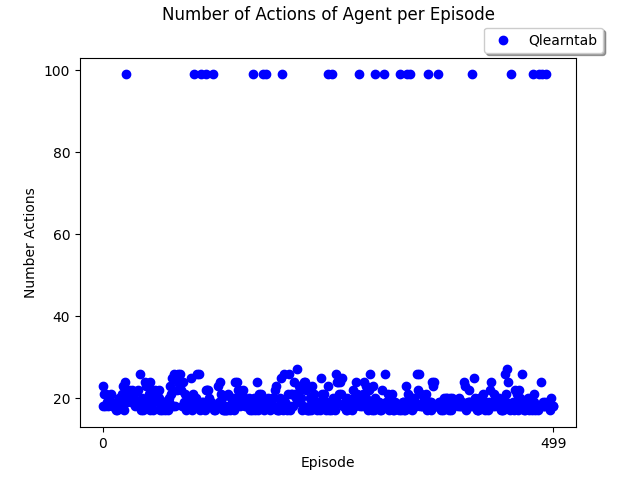 Number of Actions of Agent per Episode
Qlearntab
100
80
60
40
20
Number Actions
0
499
Episode